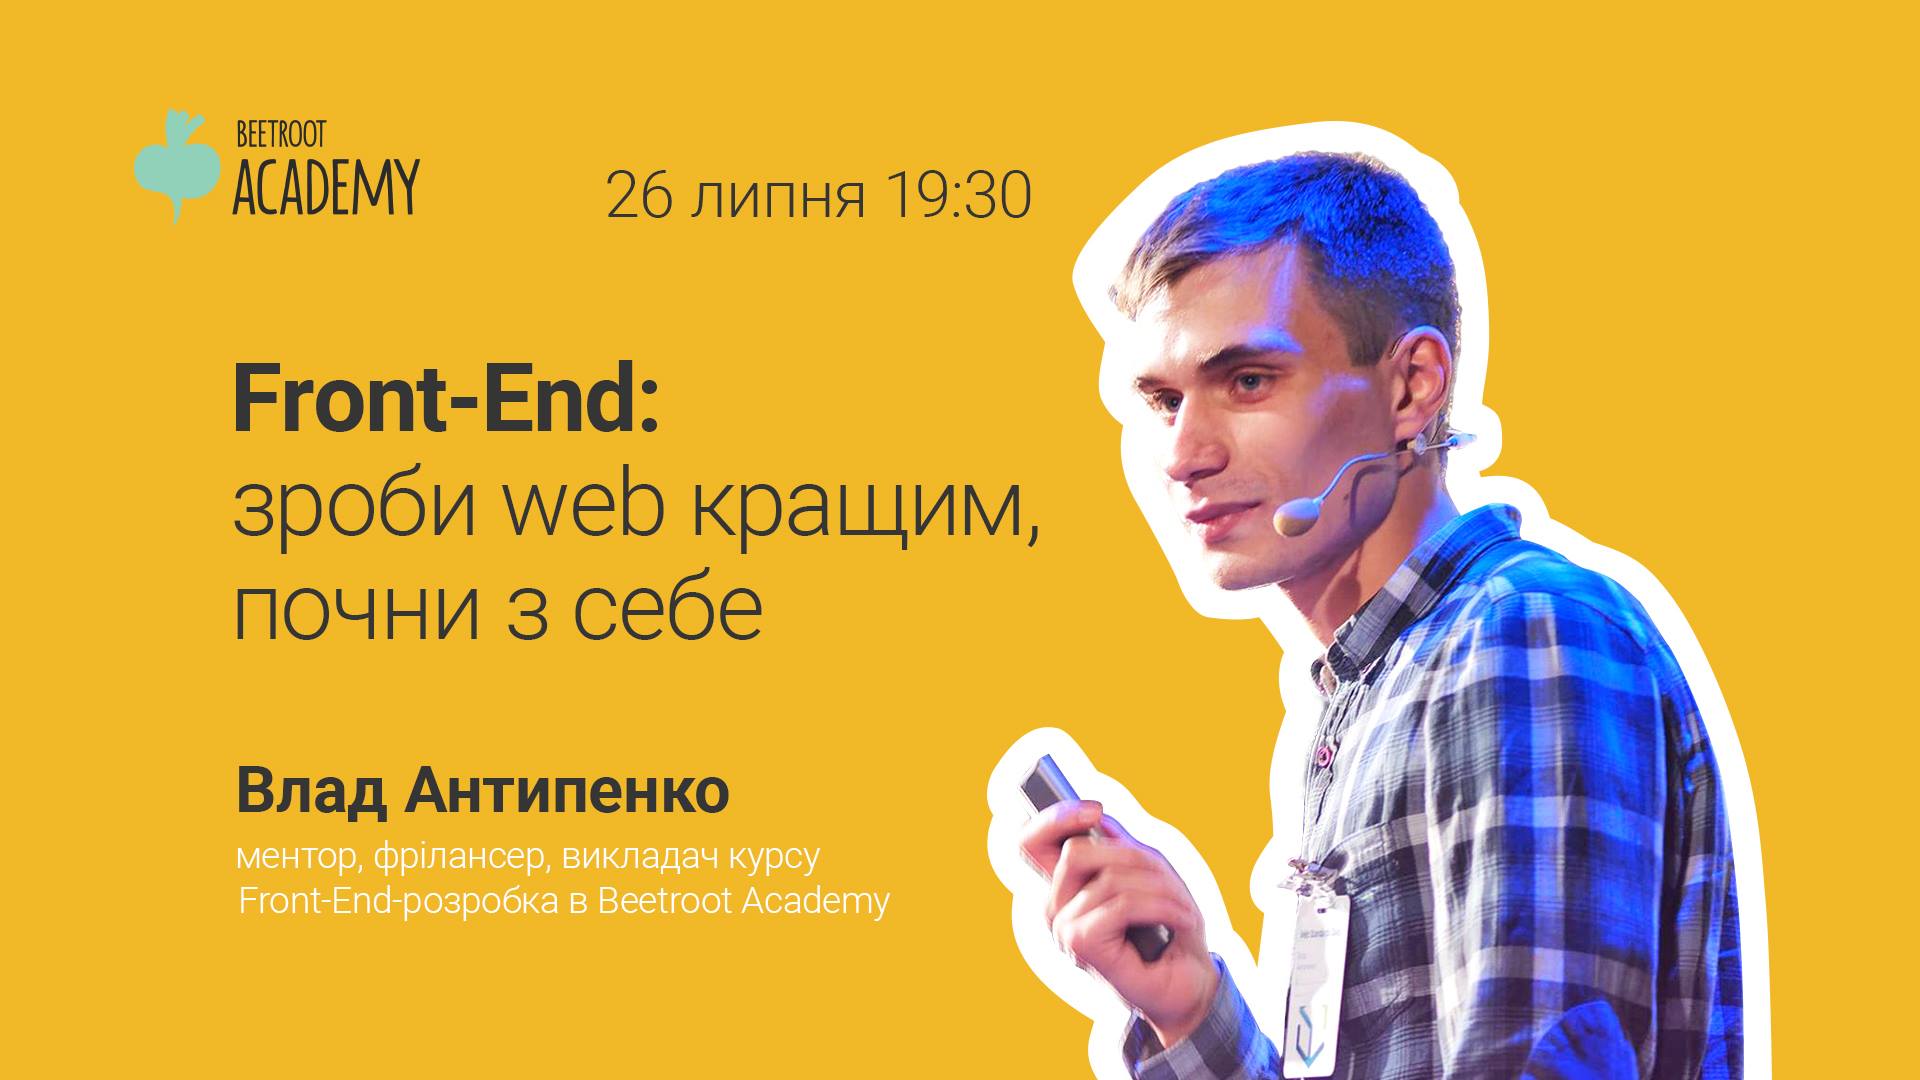 BEETROOT
ACADEMY
26 липня 19:30
Front-End:
зроби web кращим,
почни з себе
Влад Антипенко
ментор, фрілансер, викладач курсу
Front-End-розробка в Beetroot Academy